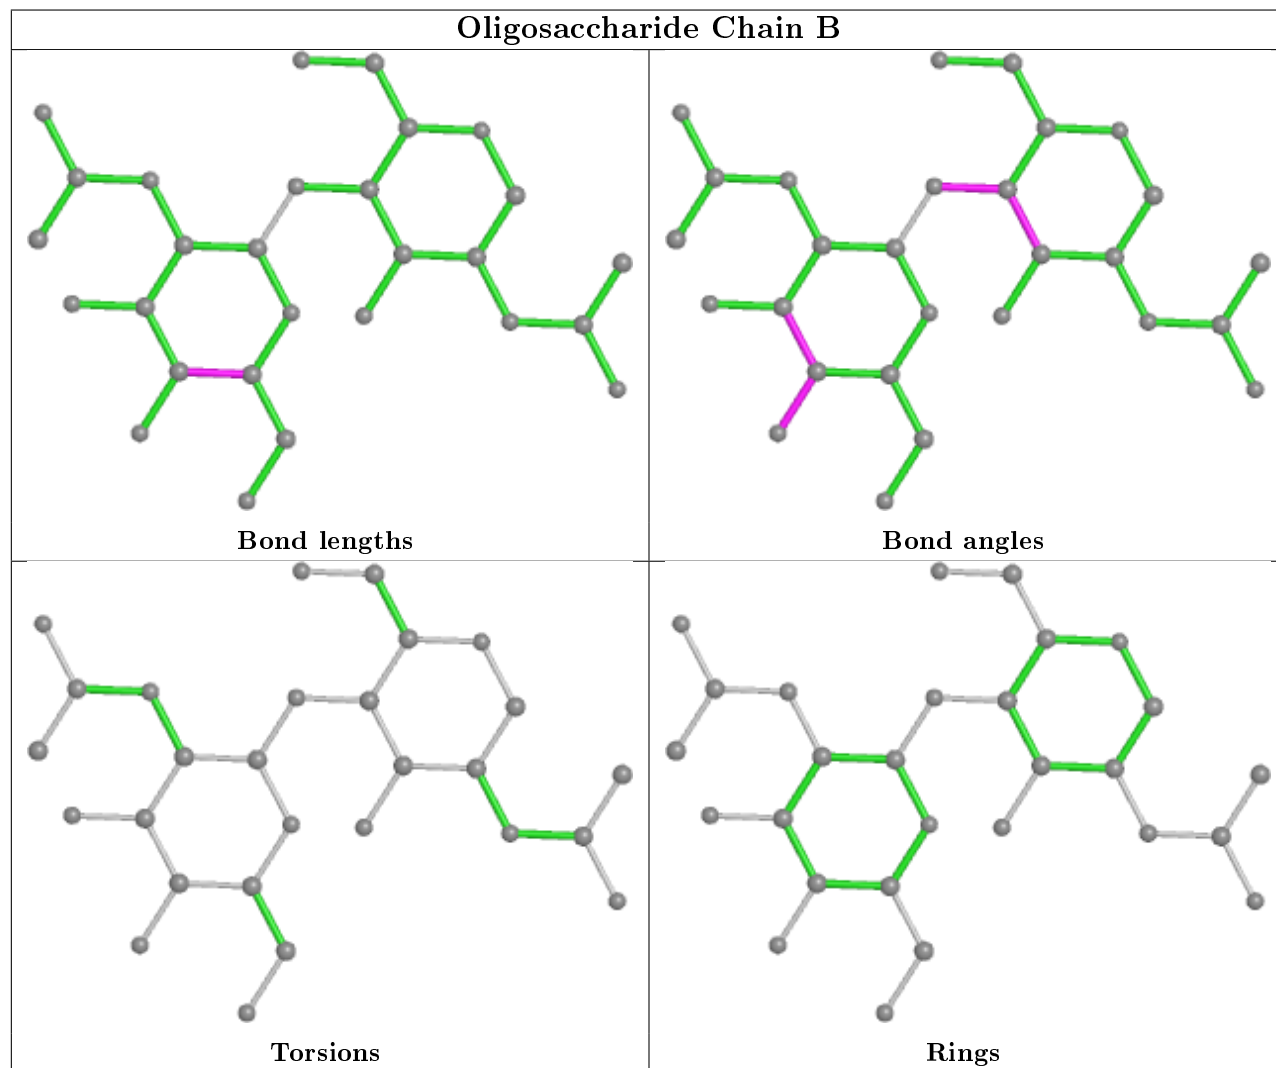 Oligosaccharide Chain B
Bond lengths
Bond angles
Torsions
Rings